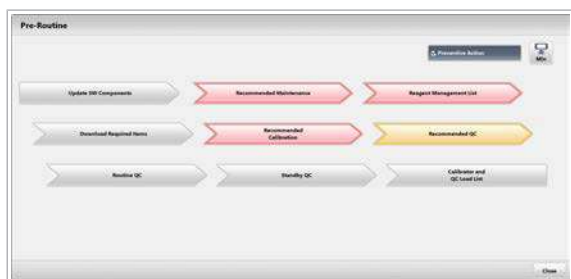 Pre-Routine
Preventive Action
Update SW Components
Recommended Maintenance
Reagent Management List
Download Required Items
Recommended
Calibration
Recommended QC
Routine QC
Standby QC
Calibrator and
QC Load List
Close